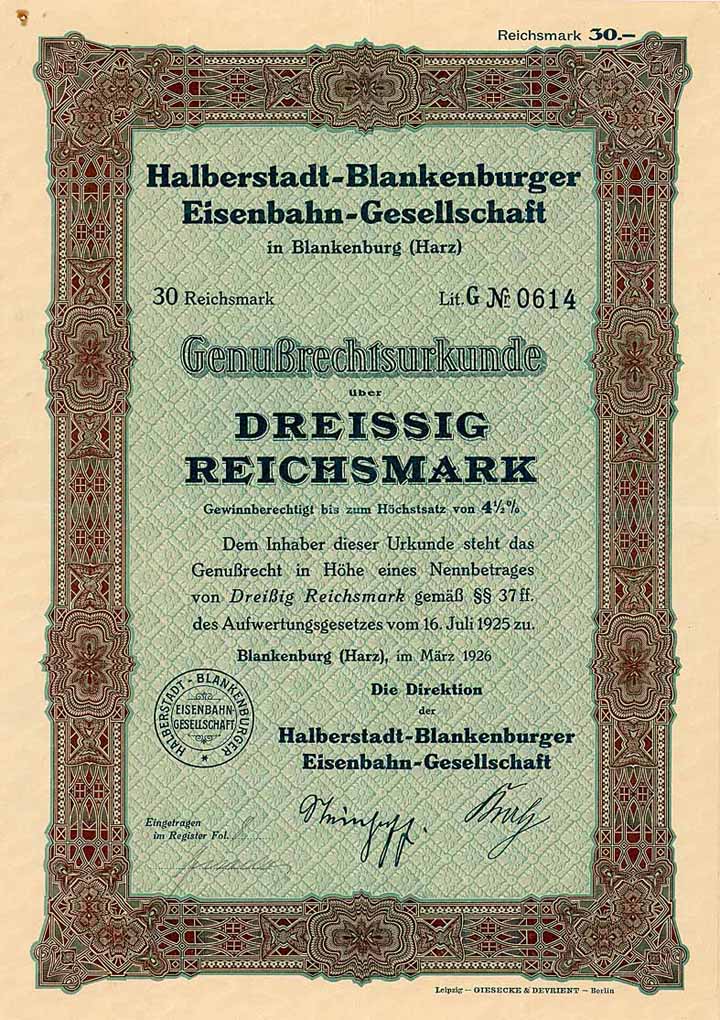 Reichsmark 30.—
Halberstadt-Blankenburger
Eisenbahn-Gesellschaft
in Blankenburg (Harz)
30 Reichsmark Lit. G № 0614
Genußrechtsurkunde
über
DREISSIG
REICHSMARK
Gewinnberechtigt bis zum Höchstsatz von 4½%
Dem Inhaber dieser Urkunde steht das
Genußrecht in Höhe eines Nennbetrages
von Dreißig Reichsmark gemäß §§ 37 ff.
des Aufwertungsgesetzes vom 16. Juli 1925 zu.
Blankenburg (Harz), im März 1926
Die Direktion
der
Halberstadt-Blankenburger
Eisenbahn-Gesellschaft
HALBERSTADT-BLANKENBURGER
EISENBAHN-
GESELLSCHAFT
Eingetragen
im Register Fol.
Leipzig — GIESECKE & DEVRIENT — Berlin